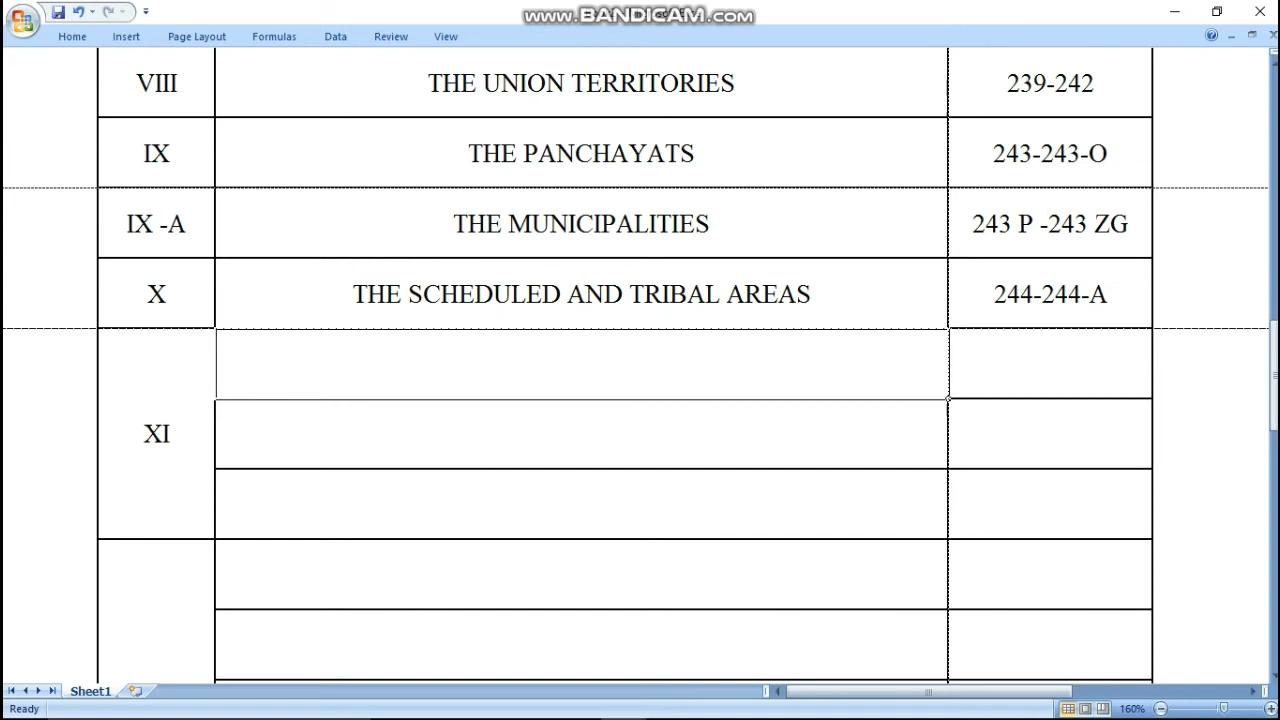 www.BANDICAM.com
Home Insert Page Layout Formulas Data Review View
VIII THE UNION TERRITORIES 239-242
IX THE PANCHAYATS 243-243-O
IX -A THE MUNICIPALITIES 243 P -243 ZG
X THE SCHEDULED AND TRIBAL AREAS 244-244-A
XI
Sheet1
Ready 160%